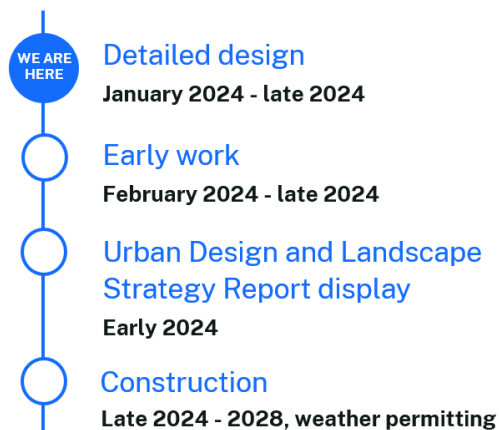 WE ARE
HERE
Detailed design
January 2024 - late 2024
Early work
February 2024 - late 2024
Urban Design and Landscape
Strategy Report display
Early 2024
Construction
Late 2024 - 2028, weather permitting